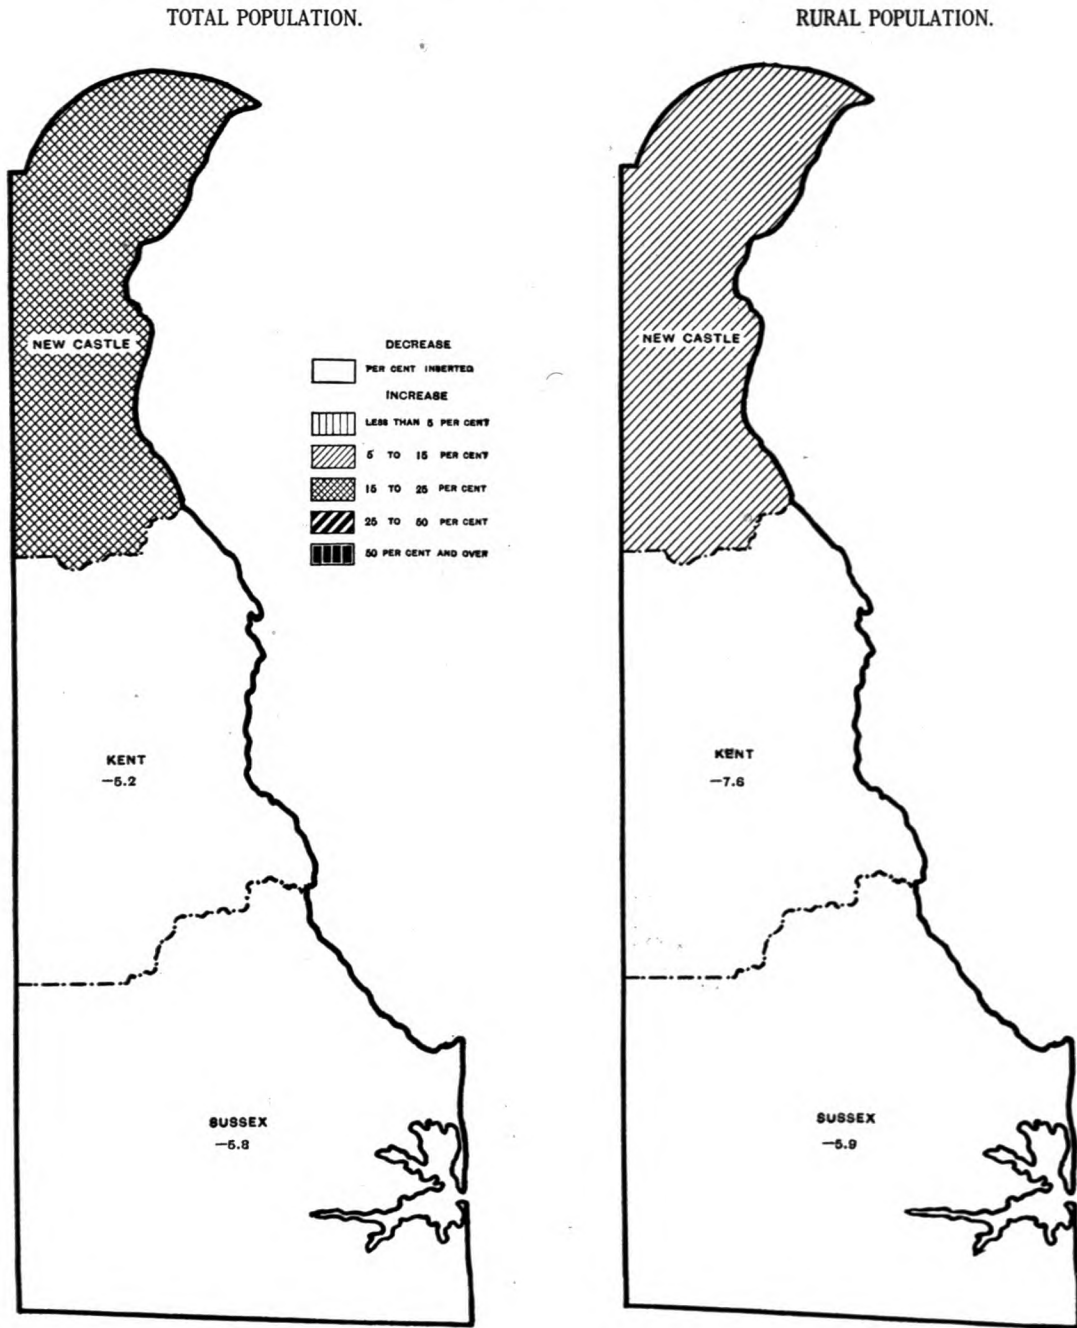 TOTAL POPULATION.
RURAL POPULATION.
NEW CASTLE
DECREASE
PER CENT INSERTED
INCREASE
LESS THAN 5 PER CENT
5 TO 15 PER CENT
15 TO 25 PER CENT
25 TO 50 PER CENT
50 PER CENT AND OVER
KENT
—5.2
SUSSEX
—5.8
NEW CASTLE
KENT
—7.6
SUSSEX
—5.9